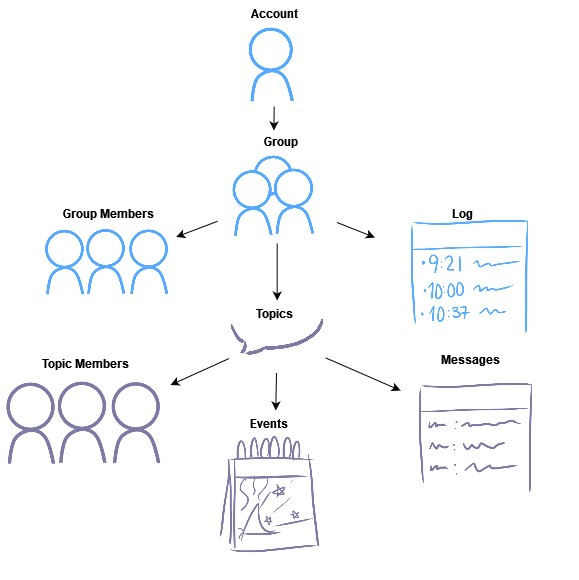 Account
Group
Group Members
Log
•9:21
•10:00
•10:37
Topics
Topic Members
Messages
Events